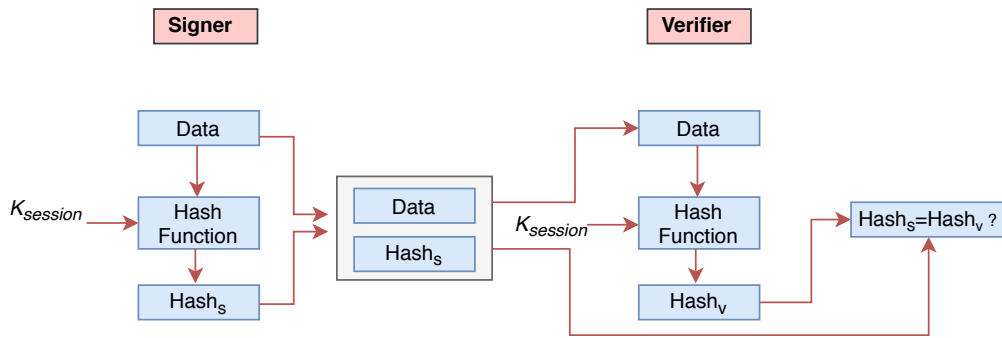 Signer
Verifier
Data
Data
K_session
Hash
Function
Data
Hash_s
K_session
Hash
Function
Hash_s=Hash_v ?
Hash_s
Hash_v